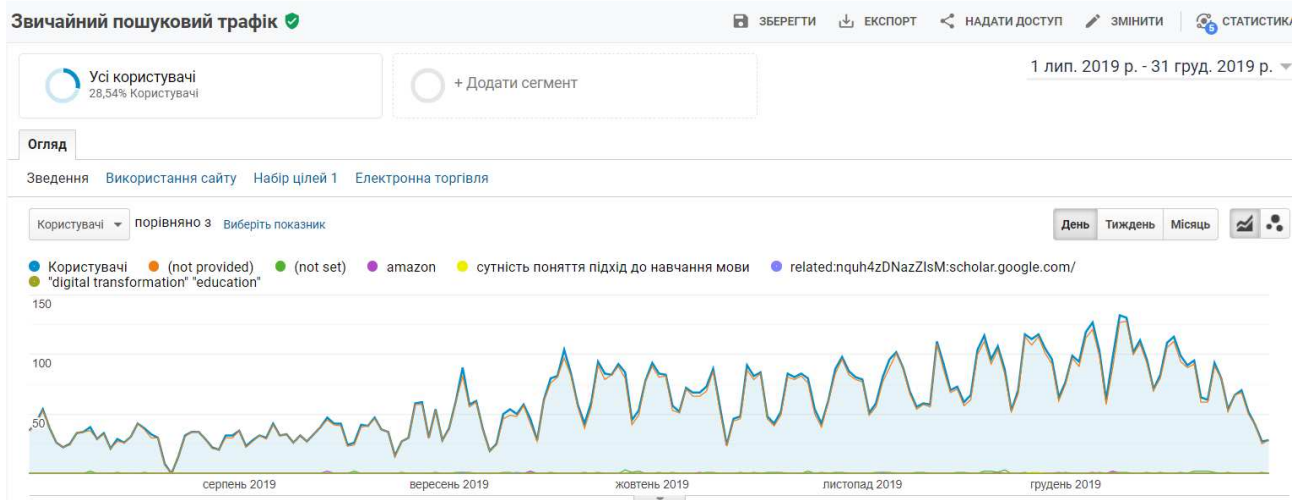 Звичайний пошуковий трафік
ЗБЕРЕГТИ ЕКСПОРТ НАДАТИ ДОСТУП ЗМІНИТИ 5 СТАТИСТИКА
Усі користувачі
28,54% Користувачі
+ Додати сегмент
1 лип. 2019 р. - 31 груд. 2019 р.
Огляд
Зведення Використання сайту Набір цілей 1 Електронна торгівля
Користувачі порівняно з Виберіть показник
День Тиждень Місяць
Користувачі (not provided) (not set) amazon сутність поняття підхід до навчання мови related:nquh4zDNazZIsM:scholar.google.com/
"digital transformation" "education"
150
100
50
серпень 2019 вересень 2019 жовтень 2019 листопад 2019 грудень 2019